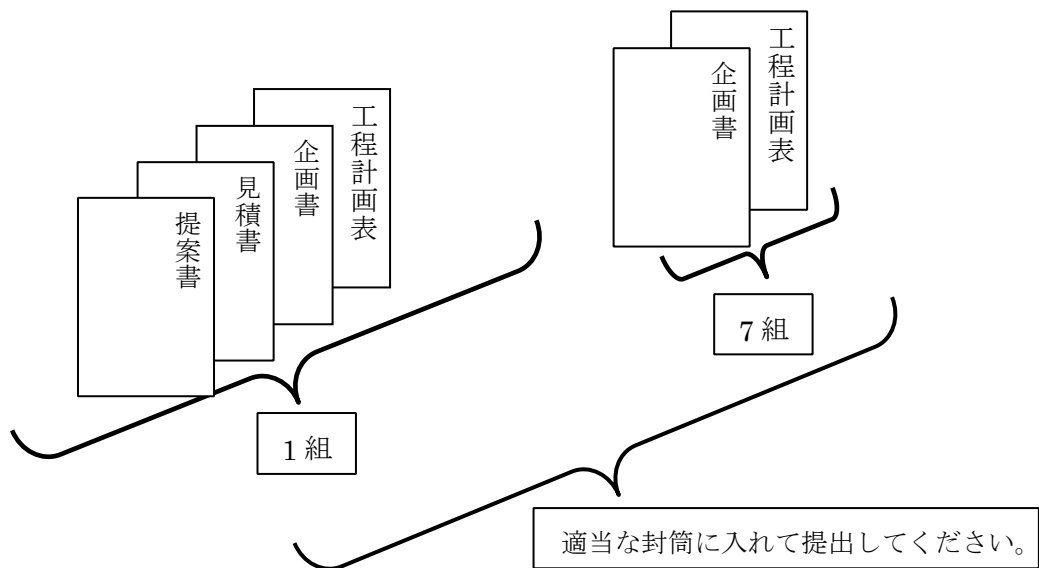 提案書
見積書
企画書
工程計画表
1組
企画書
工程計画表
7組
適当な封筒に入れて提出してください。